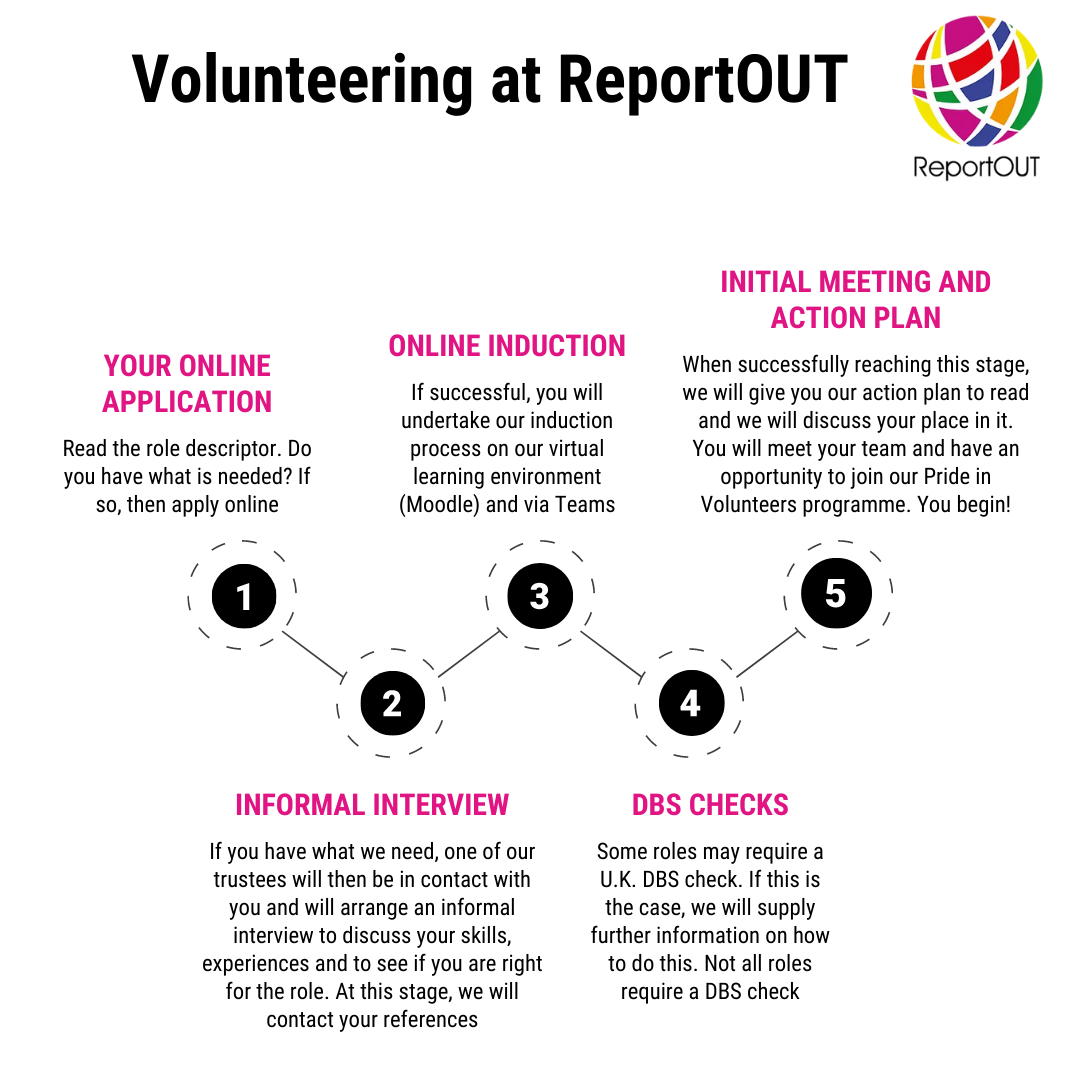 Volunteering at ReportOUT
ReportOUT
YOUR ONLINE
APPLICATION
Read the role descriptor. Do
you have what is needed? If
so, then apply online
1
INFORMAL INTERVIEW
If you have what we need, one of our
trustees will then be in contact with
you and will arrange an informal
interview to discuss your skills,
experiences and to see if you are right
for the role. At this stage, we will
contact your references
2
ONLINE INDUCTION
If successful, you will
undertake our induction
process on our virtual
learning environment
(Moodle) and via Teams
3
DBS CHECKS
Some roles may require a
U.K. DBS check. If this is
the case, we will supply
further information on how
to do this. Not all roles
require a DBS check
4
INITIAL MEETING AND
ACTION PLAN
When successfully reaching this stage,
we will give you our action plan to read
and we will discuss your place in it.
You will meet your team and have an
opportunity to join our Pride in
Volunteers programme. You begin!
5